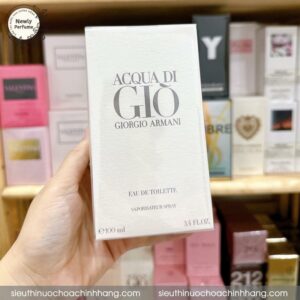 Newly
Perfume
VALENTINO
Y
ACQUA DI
GIÒ
GIORGIO ARMANI
EAU DE TOILETTE
VAPORISATEUR SPRAY
℮100 ml
3.4 FL.OZ.
212
sieuthinuochoachinhhang.com
sieuthinuochoachinhhang.com